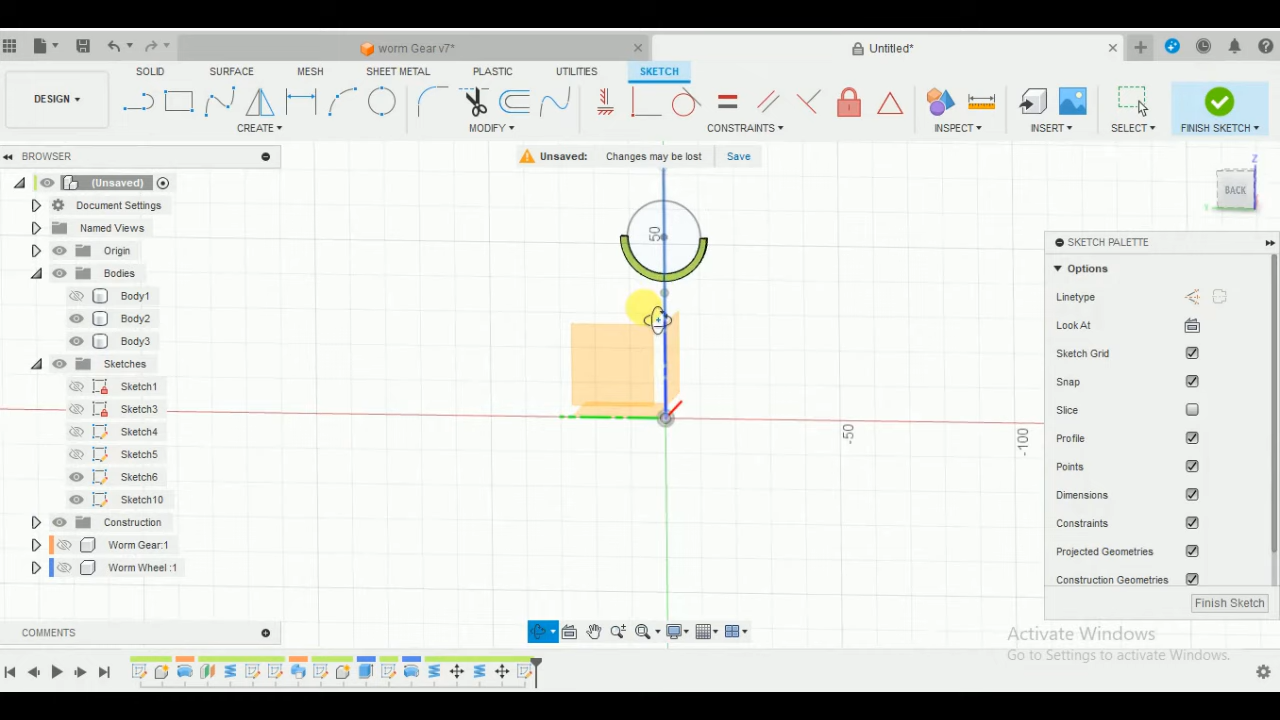 worm Gear v7*
Untitled*
DESIGN
SOLID
SURFACE
MESH
SHEET METAL
PLASTIC
UTILITIES
SKETCH
CREATE
MODIFY
CONSTRAINTS
INSPECT
INSERT
SELECT
FINISH SKETCH
BROWSER
Unsaved: Changes may be lost Save
(Unsaved)
Document Settings
Named Views
Origin
Bodies
Body1
Body2
Body3
Sketches
Sketch1
Sketch3
Sketch4
Sketch5
Sketch6
Sketch10
Construction
Worm Gear:1
Worm Wheel :1
50
-50
-100
Z
BACK
SKETCH PALETTE
Options
Linetype
Look At
Sketch Grid
Snap
Slice
Profile
Points
Dimensions
Constraints
Projected Geometries
Construction Geometries
Finish Sketch
COMMENTS
Activate Windows
Go to Settings to activate Windows.